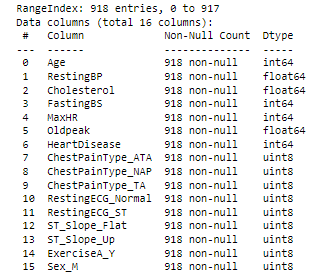 RangeIndex: 918 entries, 0 to 917
Data columns (total 16 columns):
 #   Column             Non-Null Count  Dtype
---  ------             --------------  -----
 0   Age                918 non-null    int64
 1   RestingBP          918 non-null    float64
 2   Cholesterol        918 non-null    float64
 3   FastingBS          918 non-null    int64
 4   MaxHR              918 non-null    int64
 5   Oldpeak            918 non-null    float64
 6   HeartDisease       918 non-null    int64
 7   ChestPainType_ATA  918 non-null    uint8
 8   ChestPainType_NAP  918 non-null    uint8
 9   ChestPainType_TA   918 non-null    uint8
 10  RestingECG_Normal  918 non-null    uint8
 11  RestingECG_ST      918 non-null    uint8
 12  ST_Slope_Flat      918 non-null    uint8
 13  ST_Slope_Up        918 non-null    uint8
 14  ExerciseA_Y        918 non-null    uint8
 15  Sex_M              918 non-null    uint8